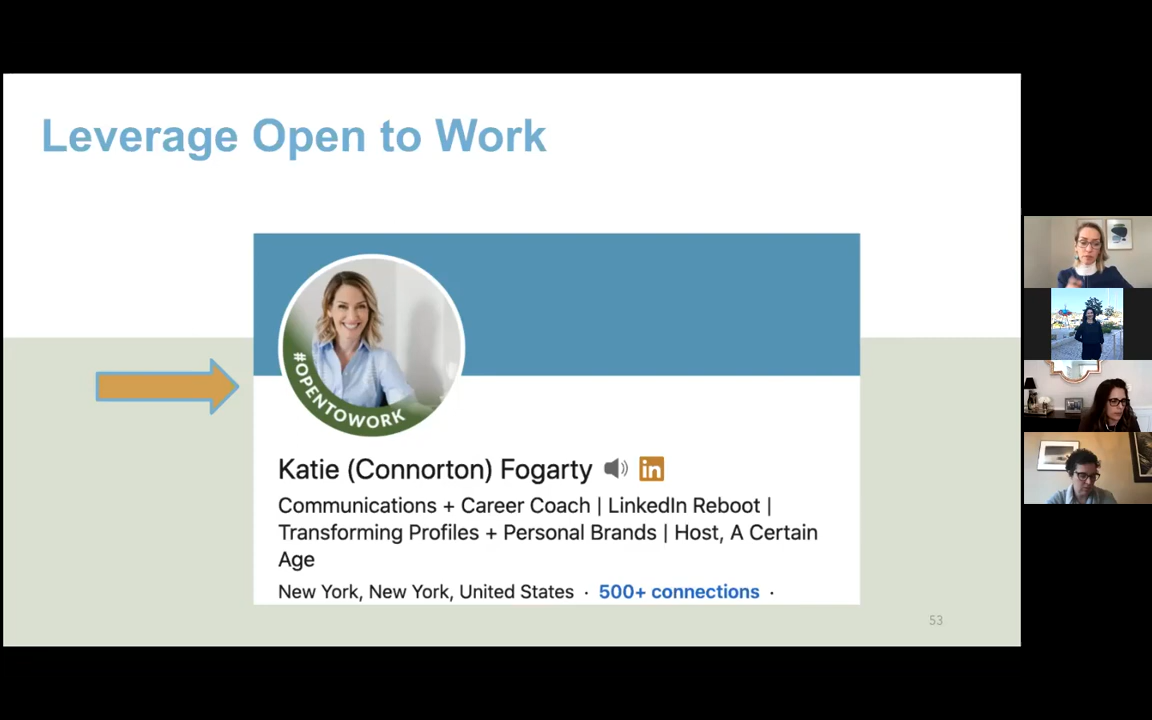 Leverage Open to Work
#OPENTOWORK
Katie (Connorton) Fogarty in
Communications + Career Coach | LinkedIn Reboot |
Transforming Profiles + Personal Brands | Host, A Certain
Age
New York, New York, United States · 500+ connections ·
53